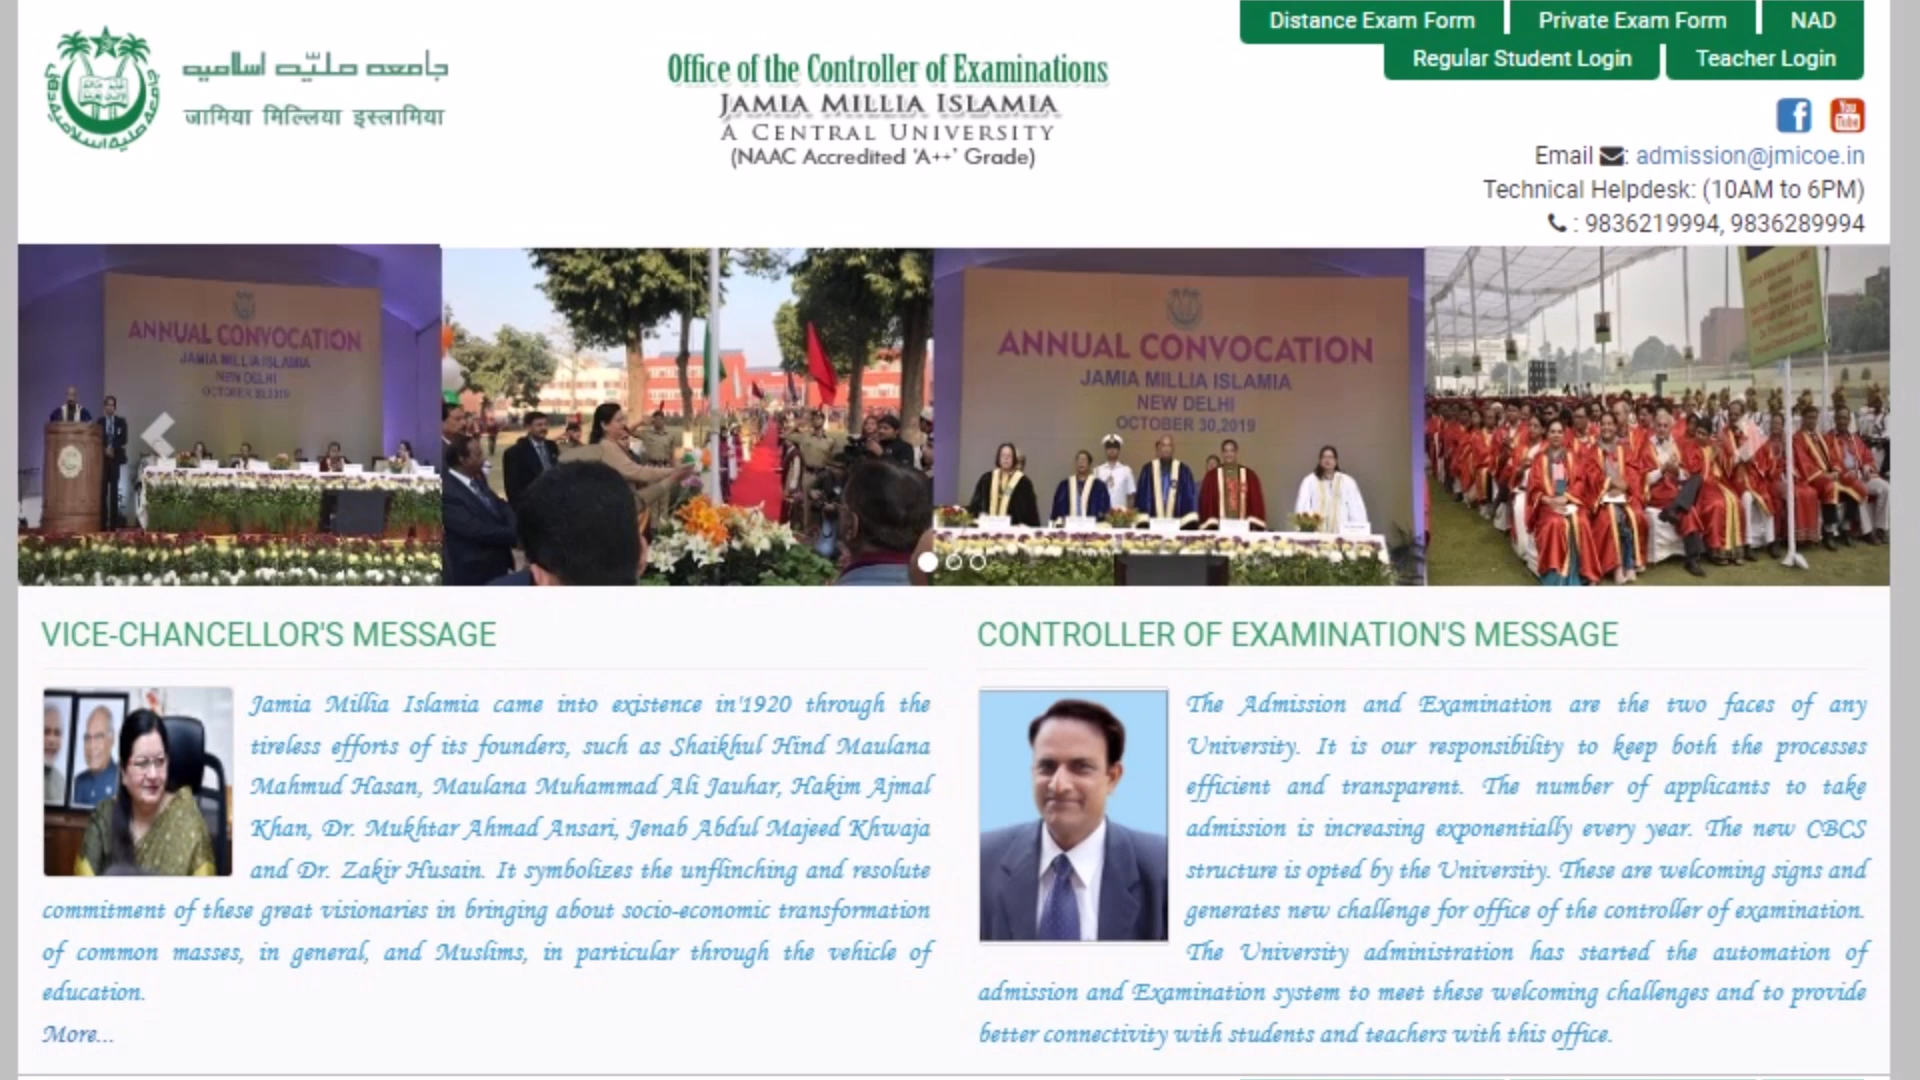 Distance Exam Form
Private Exam Form
NAD
Regular Student Login
Teacher Login
جامعہ ملیّہ اسلامیہ
जामिया मिल्लिया इस्लामिया
Office of the Controller of Examinations
JAMIA MILLIA ISLAMIA
A CENTRAL UNIVERSITY
(NAAC Accredited 'A++' Grade)
You
Tube
Email : admission@jmicoe.in
Technical Helpdesk: (10AM to 6PM)
: 9836219994, 9836289994
ANNUAL CONVOCATION
JAMIA MILLIA ISLAMIA
NEW DELHI
OCTOBER 30,2019
ANNUAL CONVOCATION
JAMIA MILLIA ISLAMIA
NEW DELHI
OCTOBER 30,2019
VICE-CHANCELLOR'S MESSAGE
Jamia Millia Islamia came into existence in'1920 through the
tireless efforts of its founders, such as Shaikhul Hind Maulana
Mahmud Hasan, Maulana Muhammad Ali Jauhar, Hakim Ajmal
Khan, Dr. Mukhtar Ahmad Ansari, Jenab Abdul Majeed Khwaja
and Dr. Zakir Husain. It symbolizes the unflinching and resolute
commitment of these great visionaries in bringing about socio-economic transformation
of common masses, in general, and Muslims, in particular through the vehicle of
education.
More...
CONTROLLER OF EXAMINATION'S MESSAGE
The Admission and Examination are the two faces of any
University. It is our responsibility to keep both the processes
efficient and transparent. The number of applicants to take
admission is increasing exponentially every year. The new CBCS
structure is opted by the University. These are welcoming signs and
generates new challenge for office of the controller of examination.
The University administration has started the automation of
admission and Examination system to meet these welcoming challenges and to provide
better connectivity with students and teachers with this office.